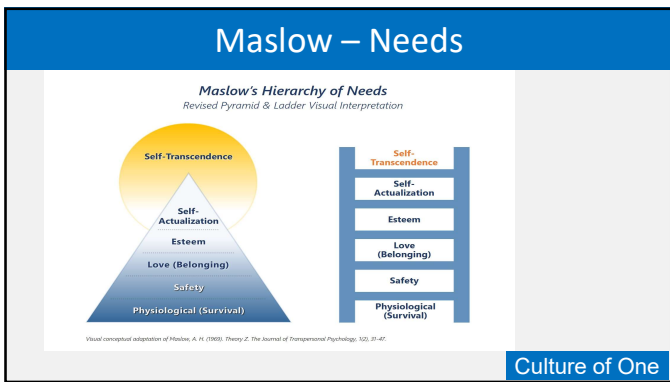 Maslow – Needs
Maslow's Hierarchy of Needs
Revised Pyramid & Ladder Visual Interpretation
Self-Transcendence
Self-
Actualization
Esteem
Love (Belonging)
Safety
Physiological (Survival)
Self-
Transcendence
Self-
Actualization
Esteem
Love
(Belonging)
Safety
Physiological
(Survival)
Visual conceptual adaptation of Maslow, A. H. (1969). Theory Z. The Journal of Transpersonal Psychology, 1(2), 31-47.
Culture of One